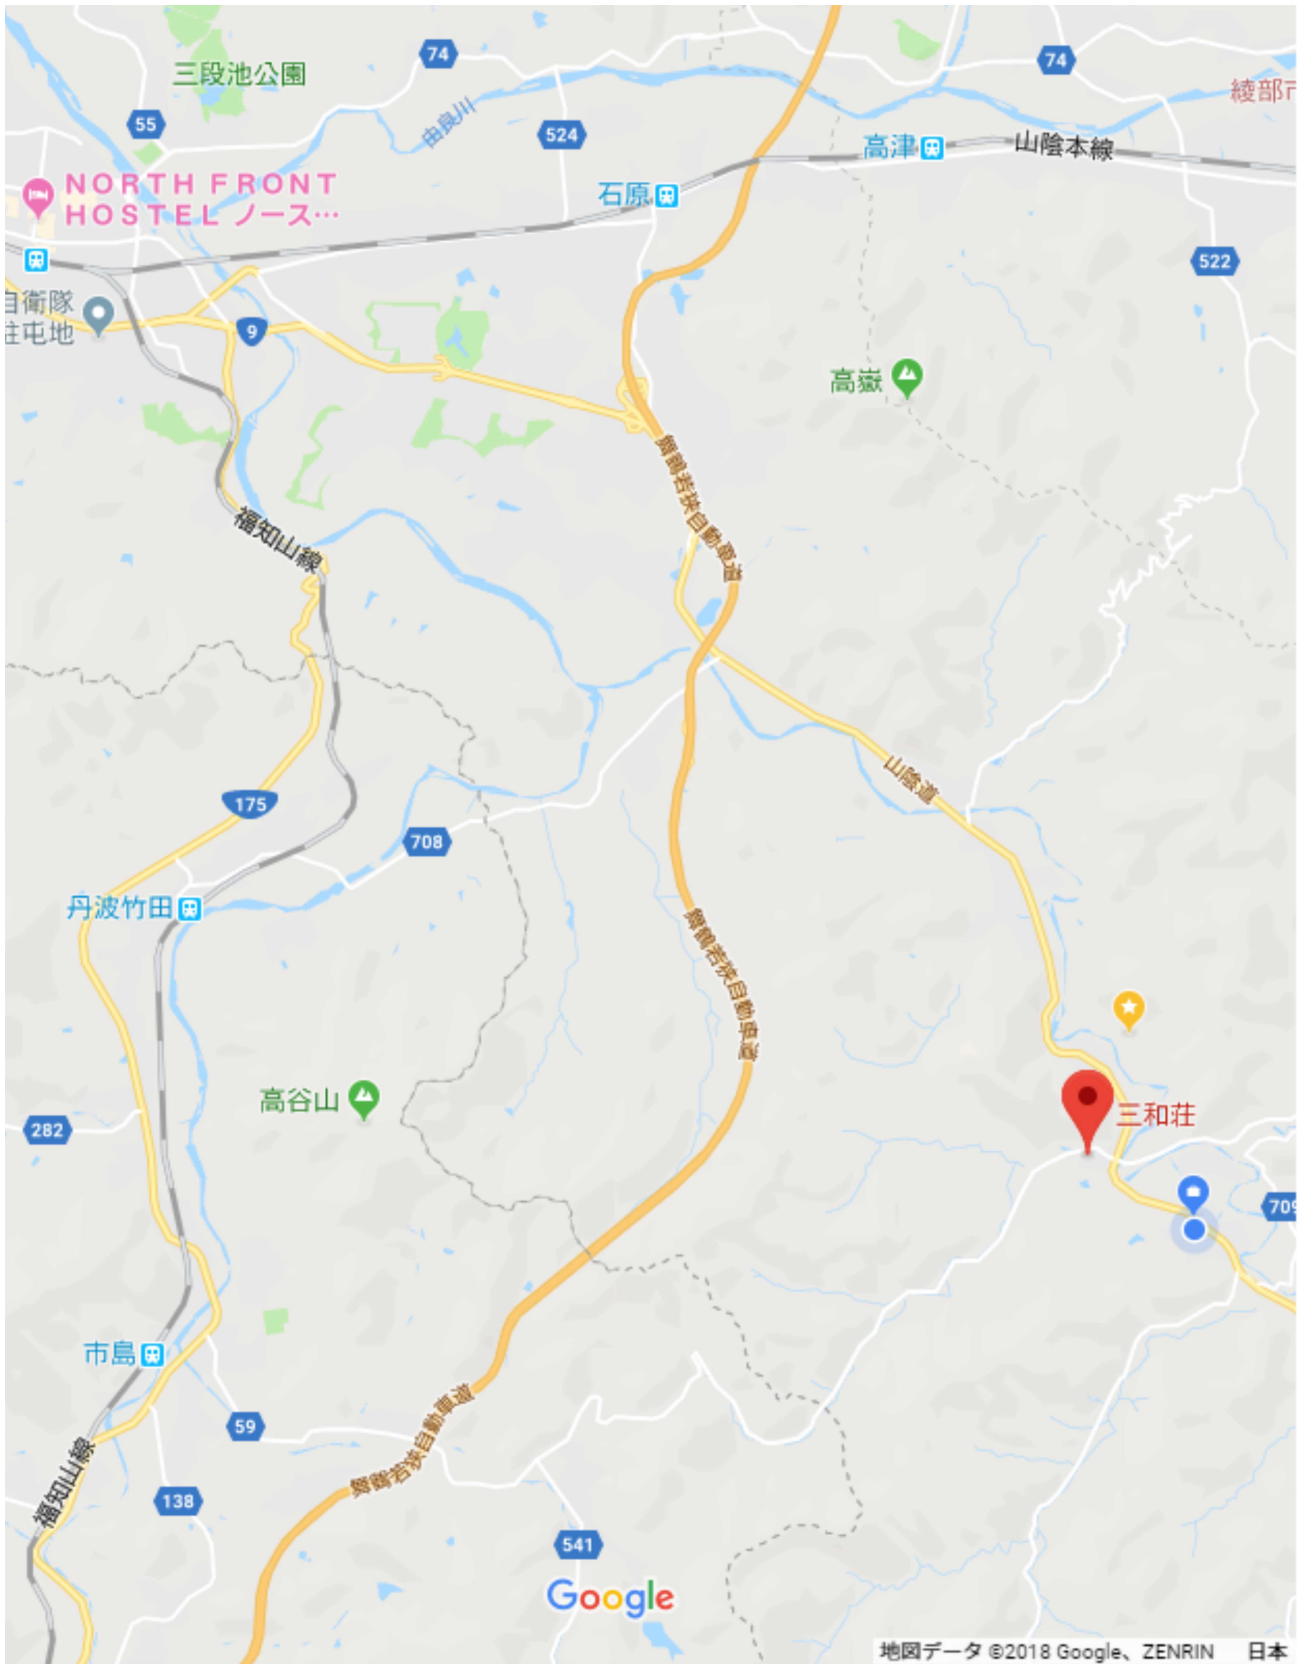 74
74
三段池公園
綾部市
55
由良川
524
高津
山陰本線
NORTH FRONT
HOSTEL ノース…
石原
522
自衛隊
駐屯地
9
高嶽
舞鶴若狭自動車道
福知山線
山陰道
175
708
丹波竹田
舞鶴若狭自動車道
高谷山
三和荘
282
709
市島
舞鶴若狭自動車道
59
福知山線
138
541
Google
地図データ ©2018 Google、ZENRIN 日本